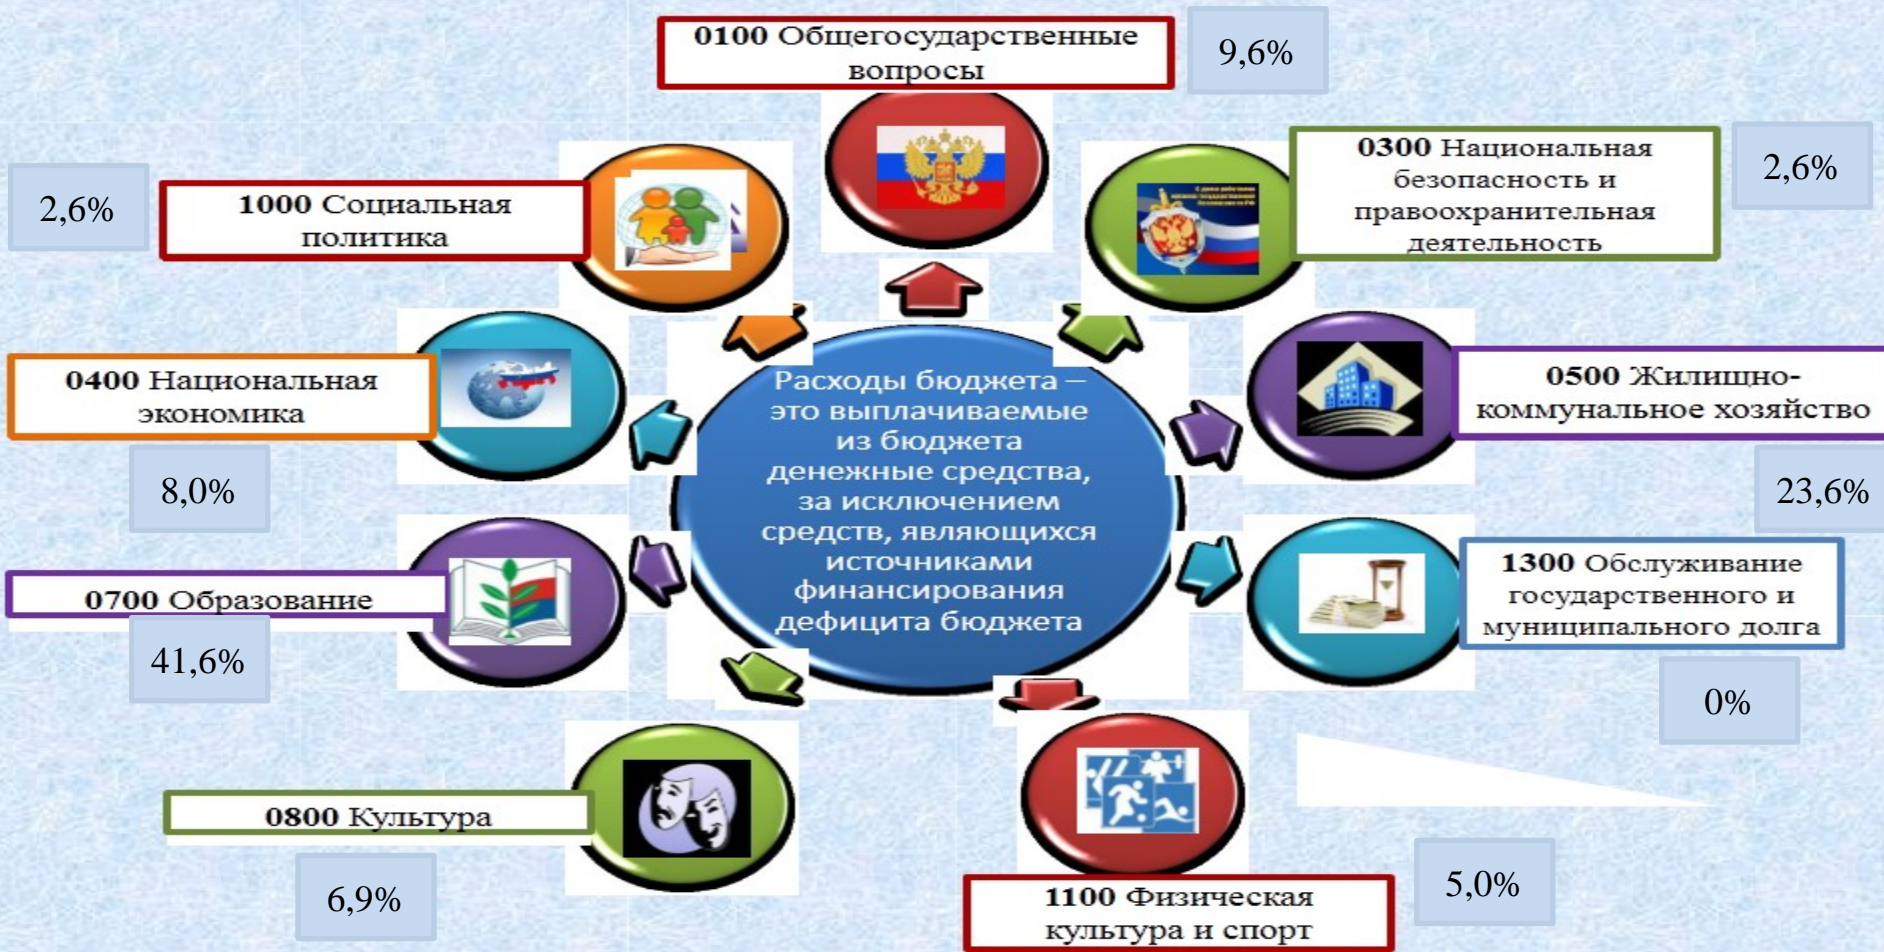 0100 Общегосударственные
вопросы
9,6%
0300 Национальная
безопасность и
правоохранительная
деятельность
2,6%
2,6%
1000 Социальная
политика
0400 Национальная
экономика
8,0%
0500 Жилищно-
коммунальное хозяйство
23,6%
Расходы бюджета –
это выплачиваемые
из бюджета
денежные средства,
за исключением
средств, являющихся
источниками
финансирования
дефицита бюджета
0700 Образование
41,6%
1300 Обслуживание
государственного и
муниципального долга
0%
0800 Культура
6,9%
1100 Физическая
культура и спорт
5,0%